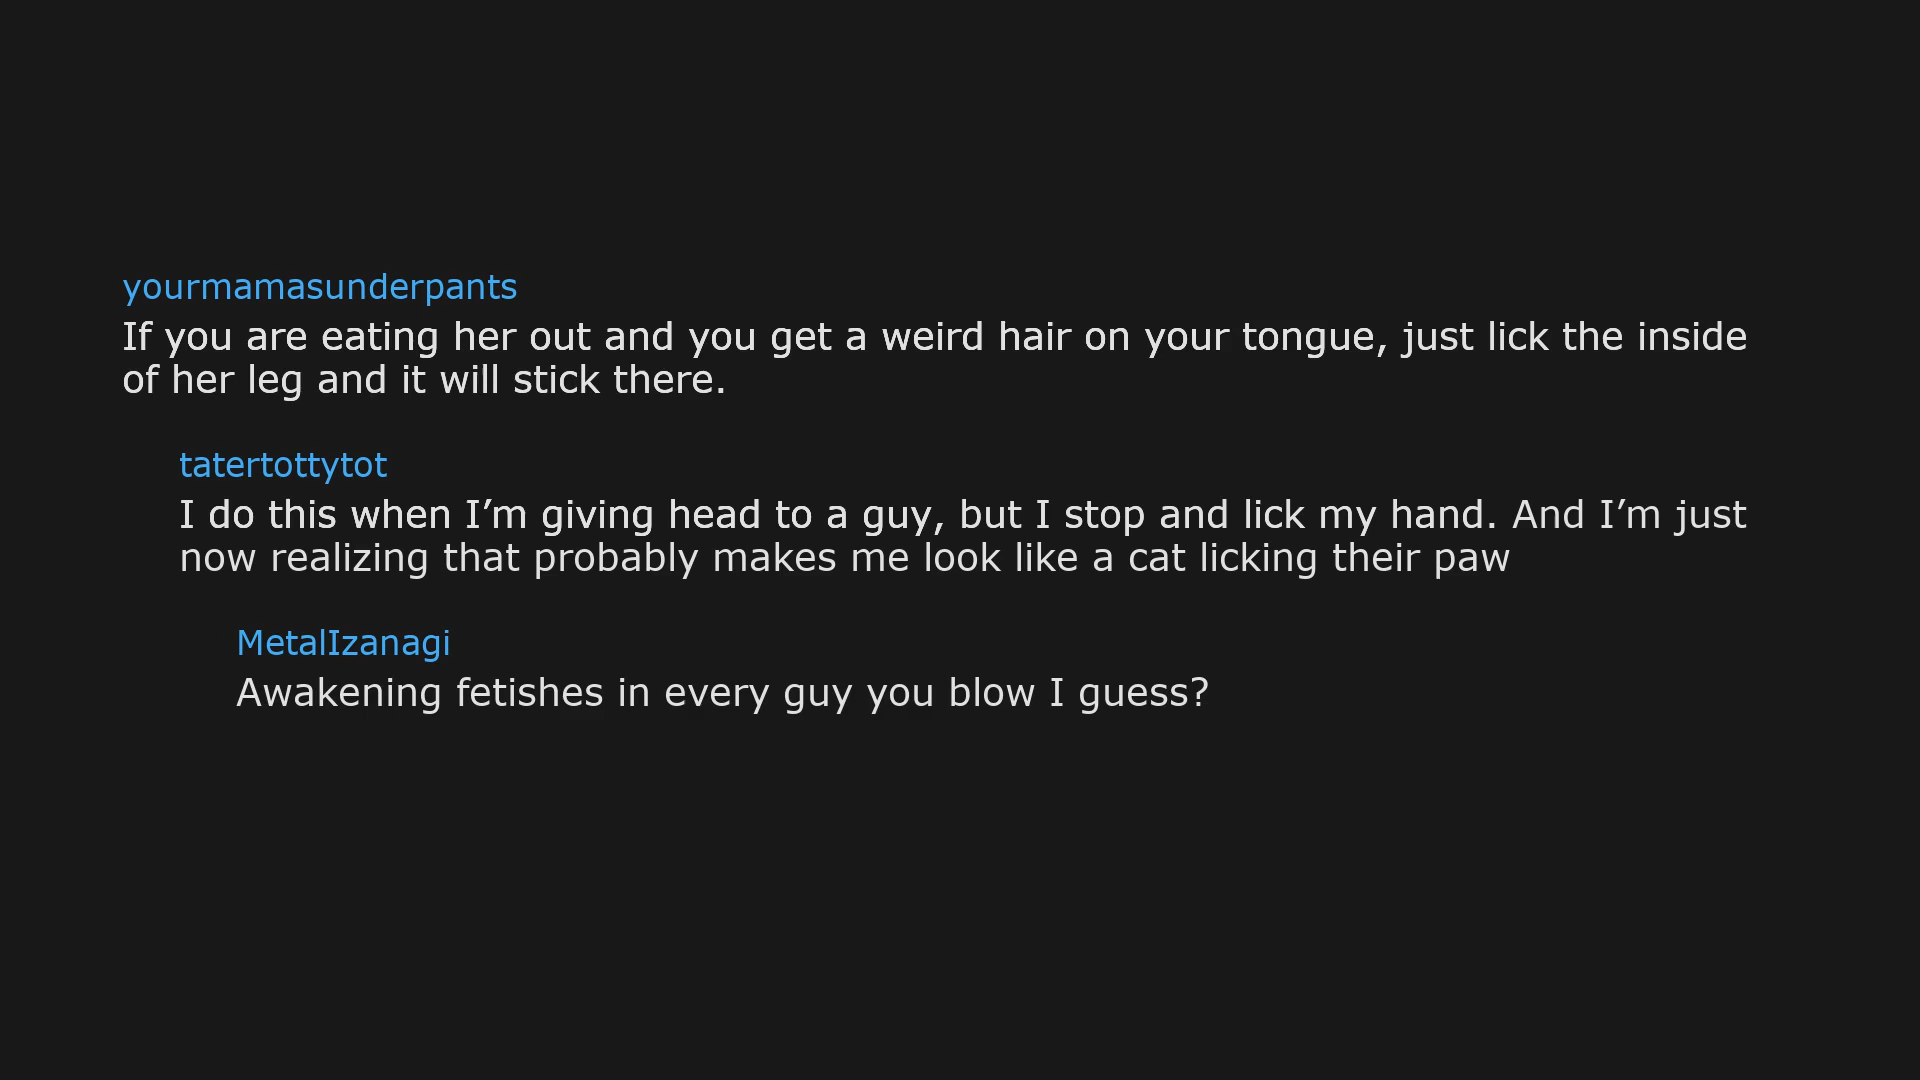 yourmamasunderpants
If you are eating her out and you get a weird hair on your tongue, just lick the inside
of her leg and it will stick there.
tatertottytot
I do this when I’m giving head to a guy, but I stop and lick my hand. And I’m just
now realizing that probably makes me look like a cat licking their paw
MetalIzanagi
Awakening fetishes in every guy you blow I guess?